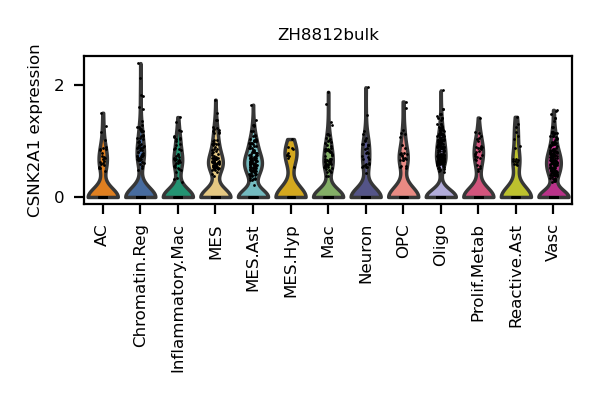 ZH8812bulk
CSNK2A1 expression
2
0
AC
Chromatin.Reg
Inflammatory.Mac
MES
MES.Ast
MES.Hyp
Mac
Neuron
OPC
Oligo
Prolif.Metab
Reactive.Ast
Vasc